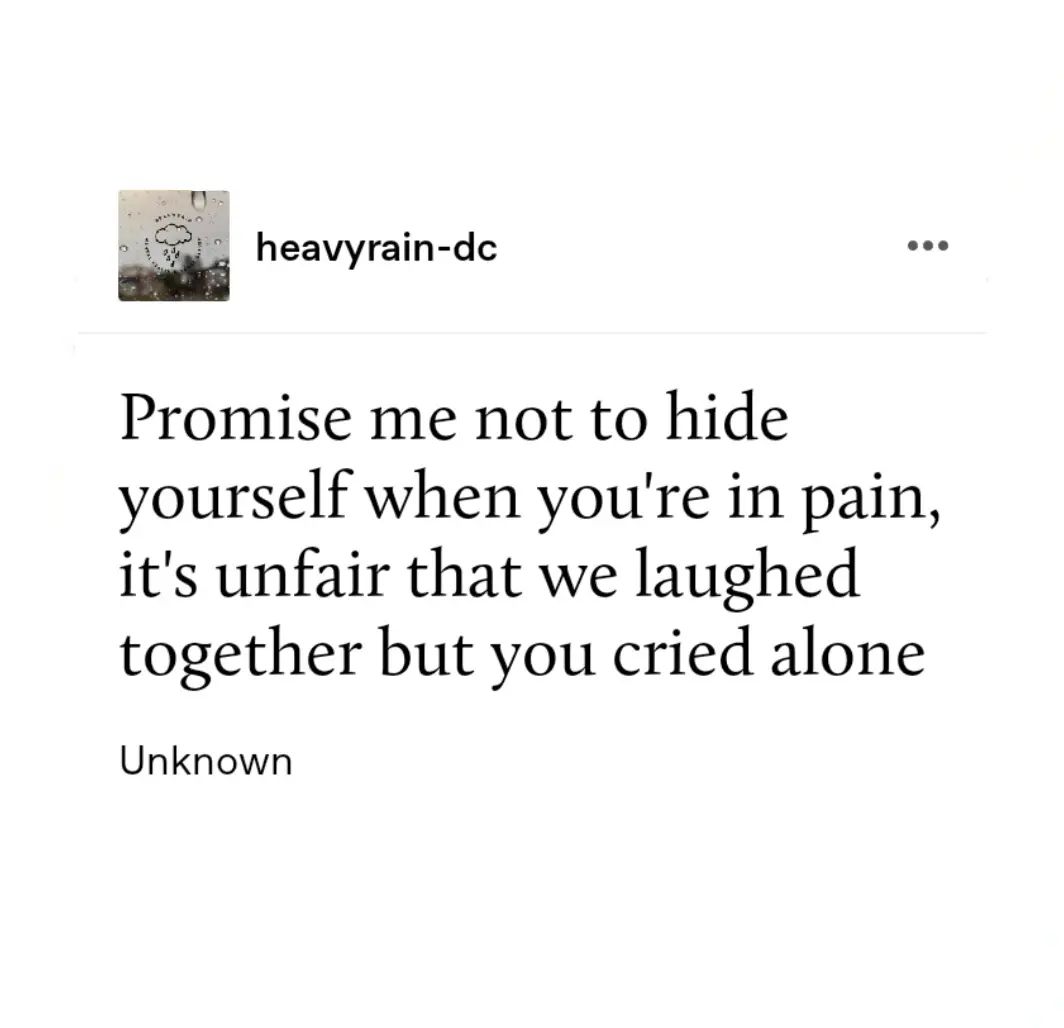 heavyrain-dc
Promise me not to hide
yourself when you're in pain,
it's unfair that we laughed
together but you cried alone
Unknown